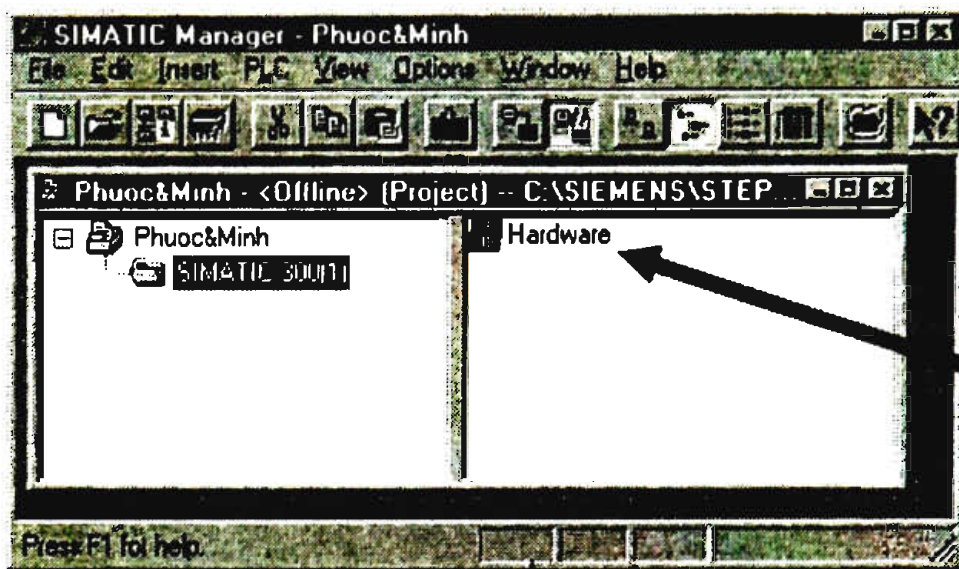 SIMATIC Manager - Phuoc&Minh
File Edit Insert PLC View Options Window Help
Phuoc&Minh - <Offline> (Project) -- C:\SIEMENS\STEP...
Phuoc&Minh
Hardware
SIMATIC 300(1)
Press F1 for help.